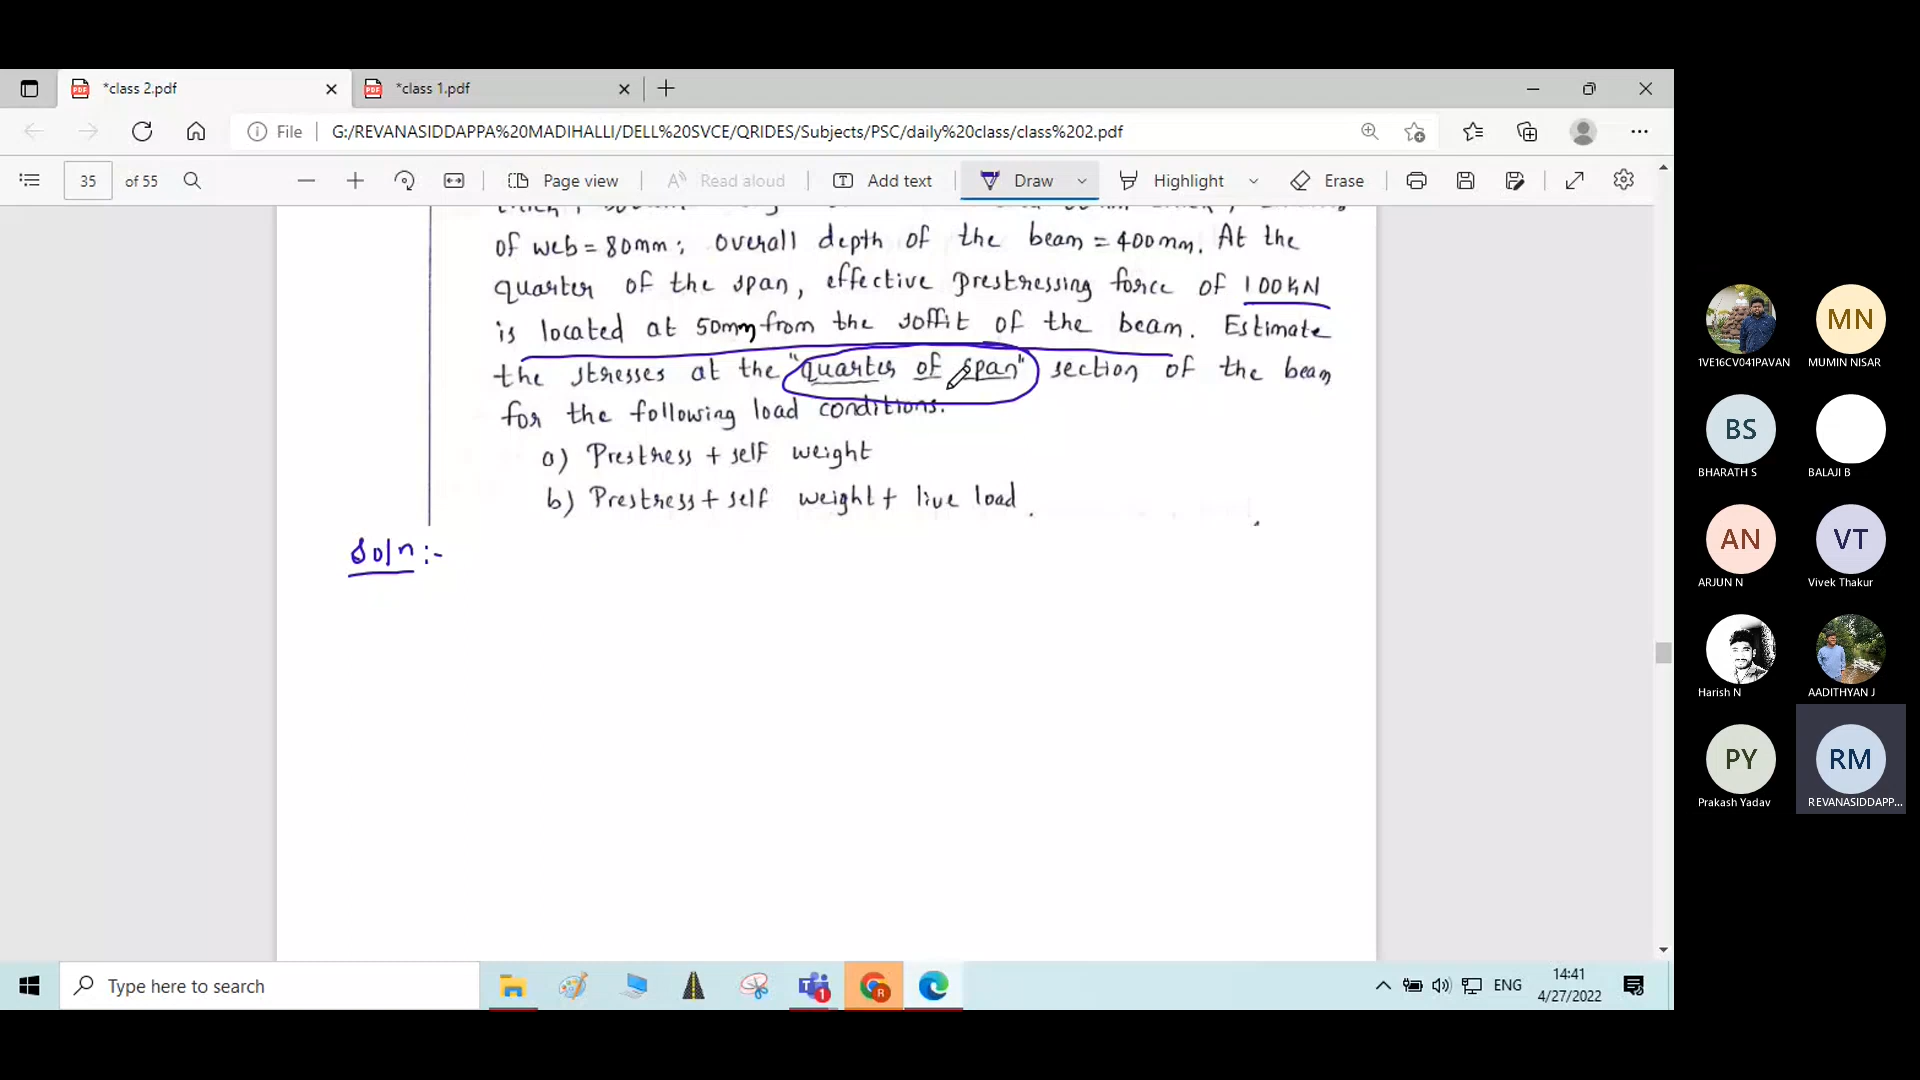 *class 2.pdf
*class 1.pdf
File G:/REVANASIDDAPPA%20MADIHALLI/DELL%20SVCE/QRIDES/Subjects/PSC/daily%20class/class%202.pdf
35 of 55 Page view Read aloud Add text Draw Highlight Erase
of web = 80mm; overall depth of the beam = 400mm. At the
quarter of the span, effective prestressing force of 100kN
is located at 50mm from the soffit of the beam. Estimate
the stresses at the "quarter of span" section of the beam
for the following load conditions.
a) Prestress + self weight
b) Prestress + self weight + live load.
Soln :-
1VE16CV041PAVAN
MN
MUMIN NISAR
BS
BHARATH S
BALAJI B
AN
ARJUN N
VT
Vivek Thakur
Harish N
AADITHYAN J
PY
Prakash Yadav
RM
REVANASIDDAPP...
Type here to search
1
R
ENG
14:41
4/27/2022